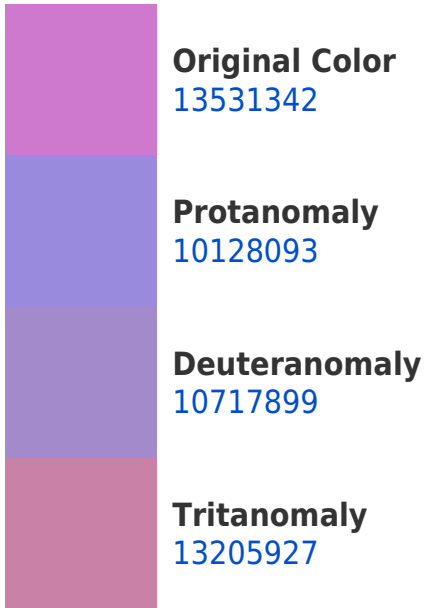 Original Color
13531342
Protanomaly
10128093
Deuteranomaly
10717899
Tritanomaly
13205927